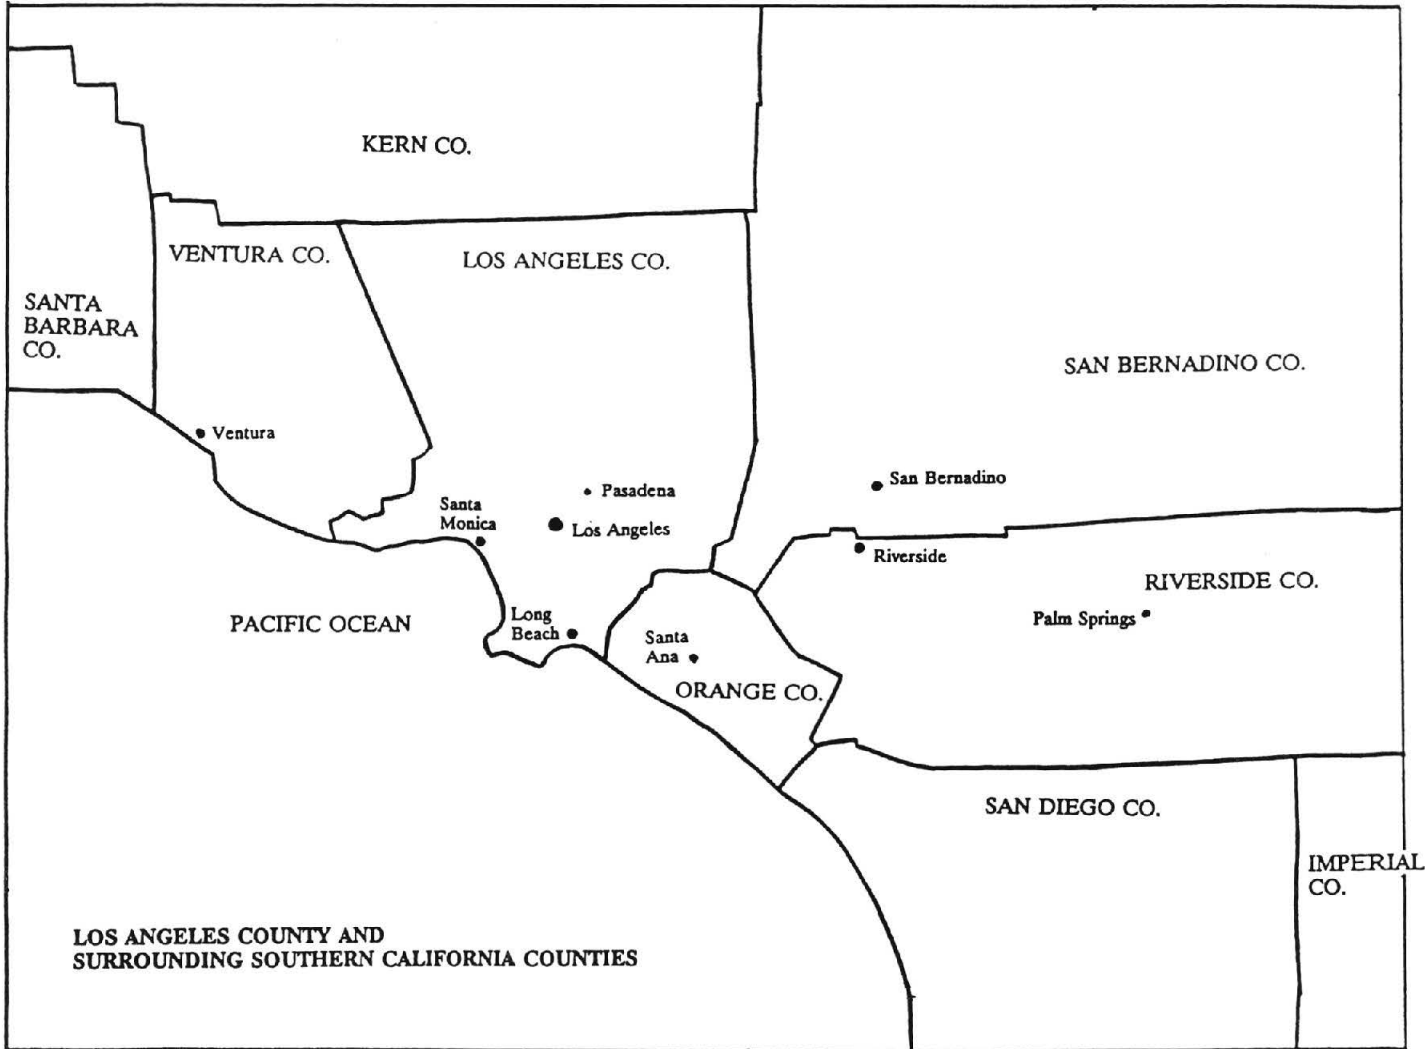 KERN CO.
VENTURA CO.
LOS ANGELES CO.
SANTA
BARBARA
CO.
SAN BERNADINO CO.
Ventura
San Bernadino
Pasadena
Santa
Monica
Los Angeles
Riverside
RIVERSIDE CO.
PACIFIC OCEAN
Long
Beach
Palm Springs
Santa
Ana
ORANGE CO.
SAN DIEGO CO.
IMPERIAL
CO.
LOS ANGELES COUNTY AND
SURROUNDING SOUTHERN CALIFORNIA COUNTIES